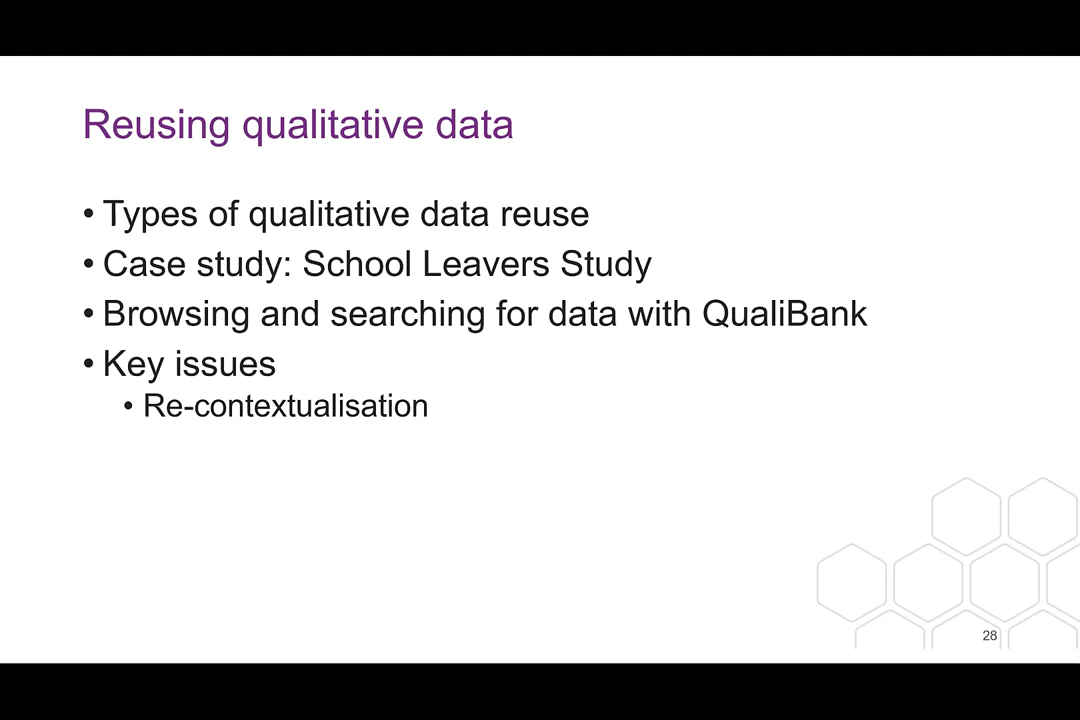 Reusing qualitative data
• Types of qualitative data reuse
• Case study: School Leavers Study
• Browsing and searching for data with QualiBank
• Key issues
• Re-contextualisation
28